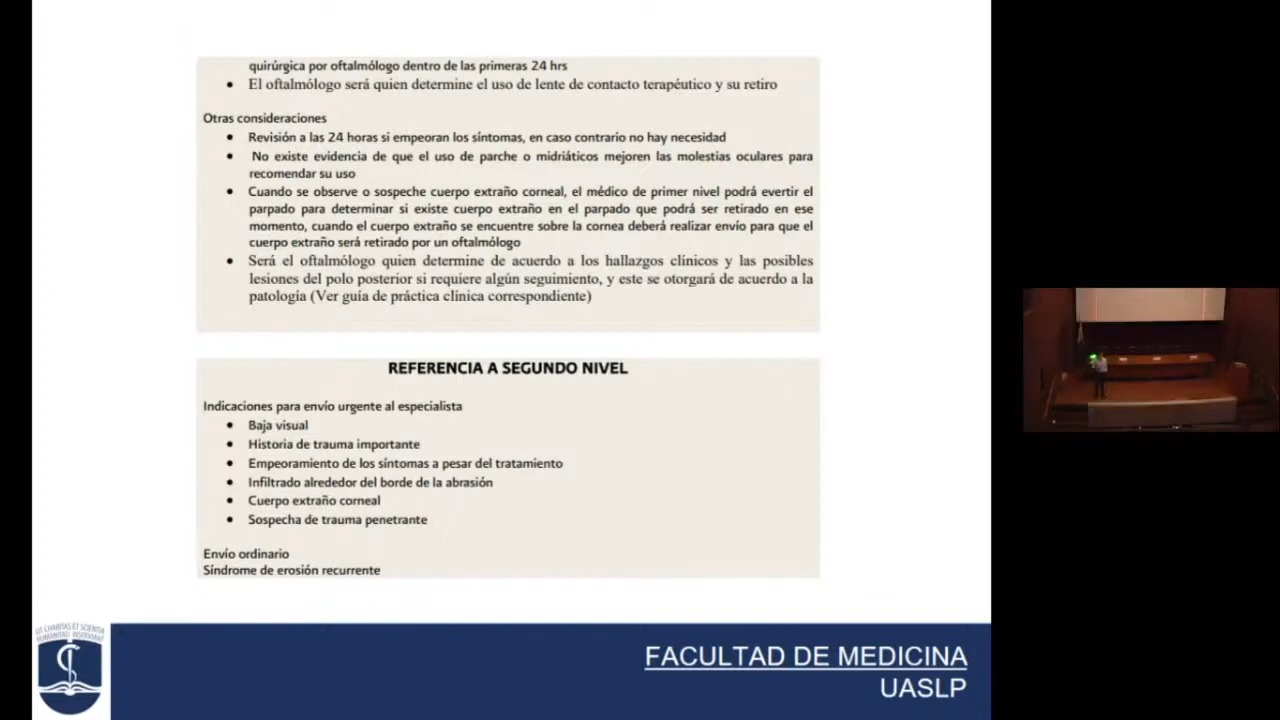 quirúrgica por oftalmólogo dentro de las primeras 24 hrs
• El oftalmólogo será quien determine el uso de lente de contacto terapéutico y su retiro
Otras consideraciones
• Revisión a las 24 horas si empeoran los síntomas, en caso contrario no hay necesidad
• No existe evidencia de que el uso de parche o midriáticos mejoren las molestias oculares para
recomendar su uso
• Cuando se observe o sospeche cuerpo extraño corneal, el médico de primer nivel podrá evertir el
parpado para determinar si existe cuerpo extraño en el parpado que podrá ser retirado en ese
momento, cuando el cuerpo extraño se encuentre sobre la cornea deberá realizar envío para que el
cuerpo extraño será retirado por un oftalmólogo
• Será el oftalmólogo quien determine de acuerdo a los hallazgos clínicos y las posibles
lesiones del polo posterior si requiere algún seguimiento, y este se otorgará de acuerdo a la
patología (Ver guía de práctica clínica correspondiente)
REFERENCIA A SEGUNDO NIVEL
Indicaciones para envío urgente al especialista
• Baja visual
• Historia de trauma importante
• Empeoramiento de los síntomas a pesar del tratamiento
• Infiltrado alrededor del borde de la abrasión
• Cuerpo extraño corneal
• Sospecha de trauma penetrante
Envío ordinario
Síndrome de erosión recurrente
UT CHARITAS ET SCIENTIA
HUMANITATI INSERVIANT
FACULTAD DE MEDICINA
UASLP